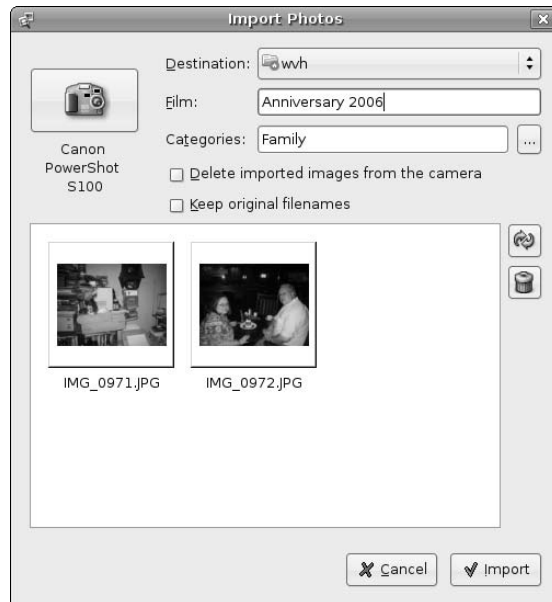 Import Photos
Destination: wvh
Film: Anniversary 2006
Categories: Family ...
Canon
PowerShot
S100
Delete imported images from the camera
Keep original filenames
IMG_0971.JPG IMG_0972.JPG
Cancel Import